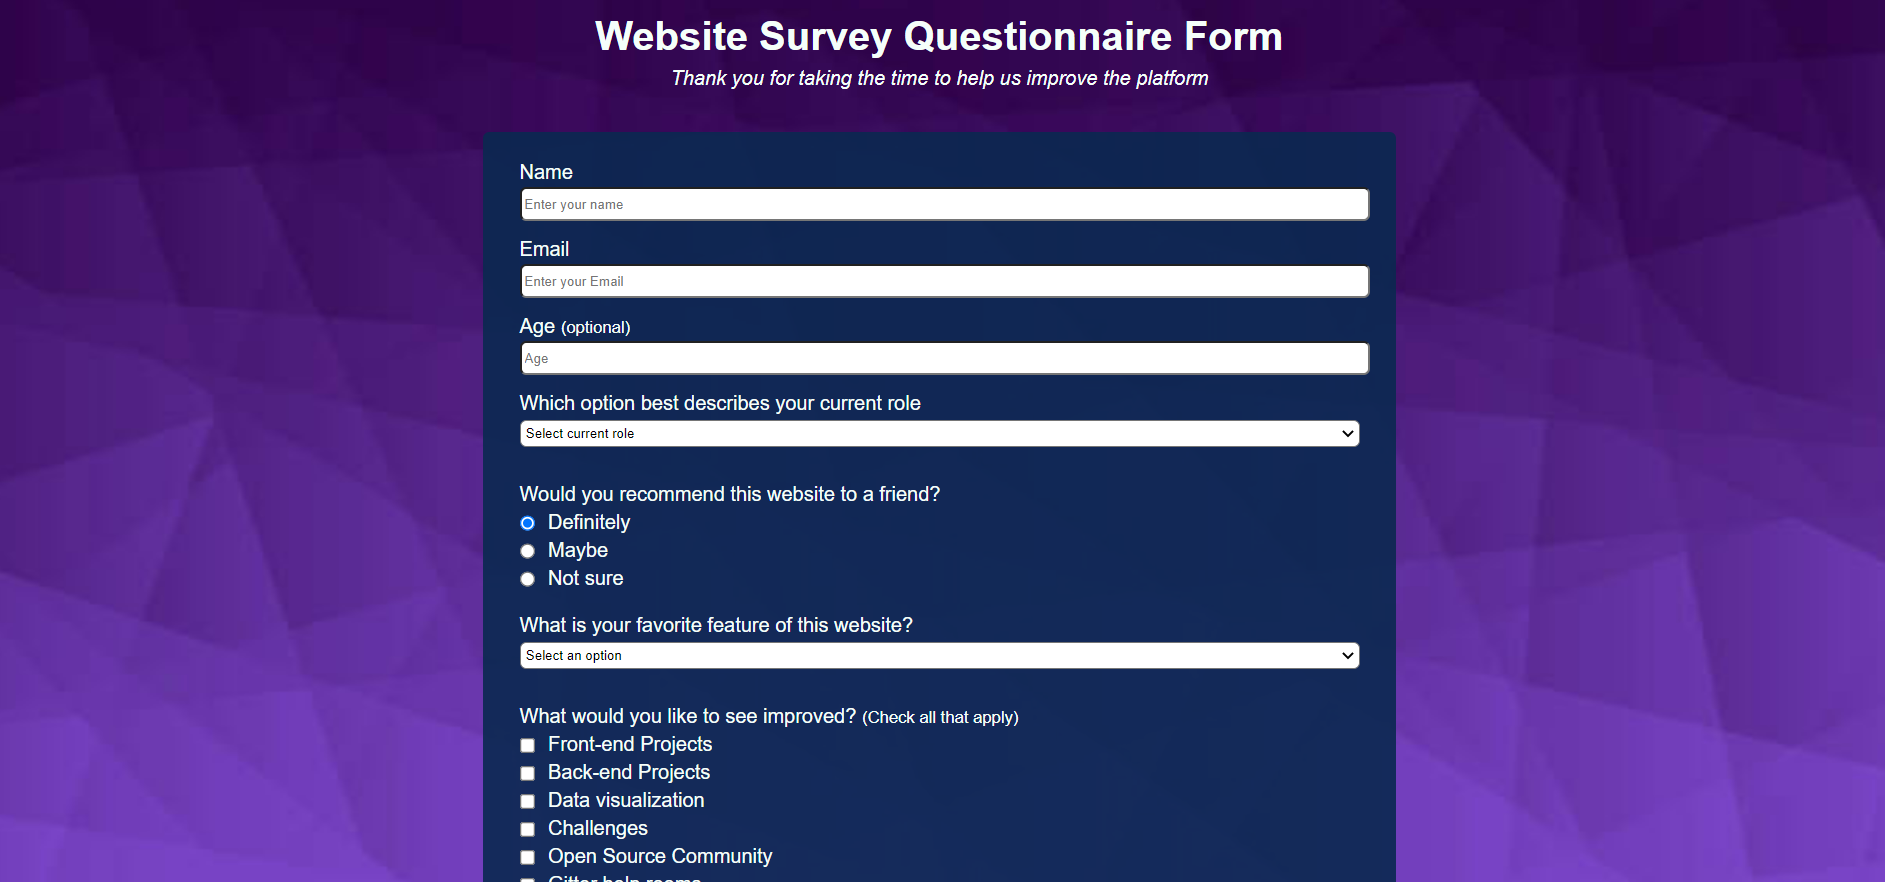 Website Survey Questionnaire Form
Thank you for taking the time to help us improve the platform
Name
Enter your name
Email
Enter your Email
Age (optional)
Age
Which option best describes your current role
Select current role
Would you recommend this website to a friend?
Definitely
Maybe
Not sure
What is your favorite feature of this website?
Select an option
What would you like to see improved? (Check all that apply)
Front-end Projects
Back-end Projects
Data visualization
Challenges
Open Source Community
Gitter help rooms